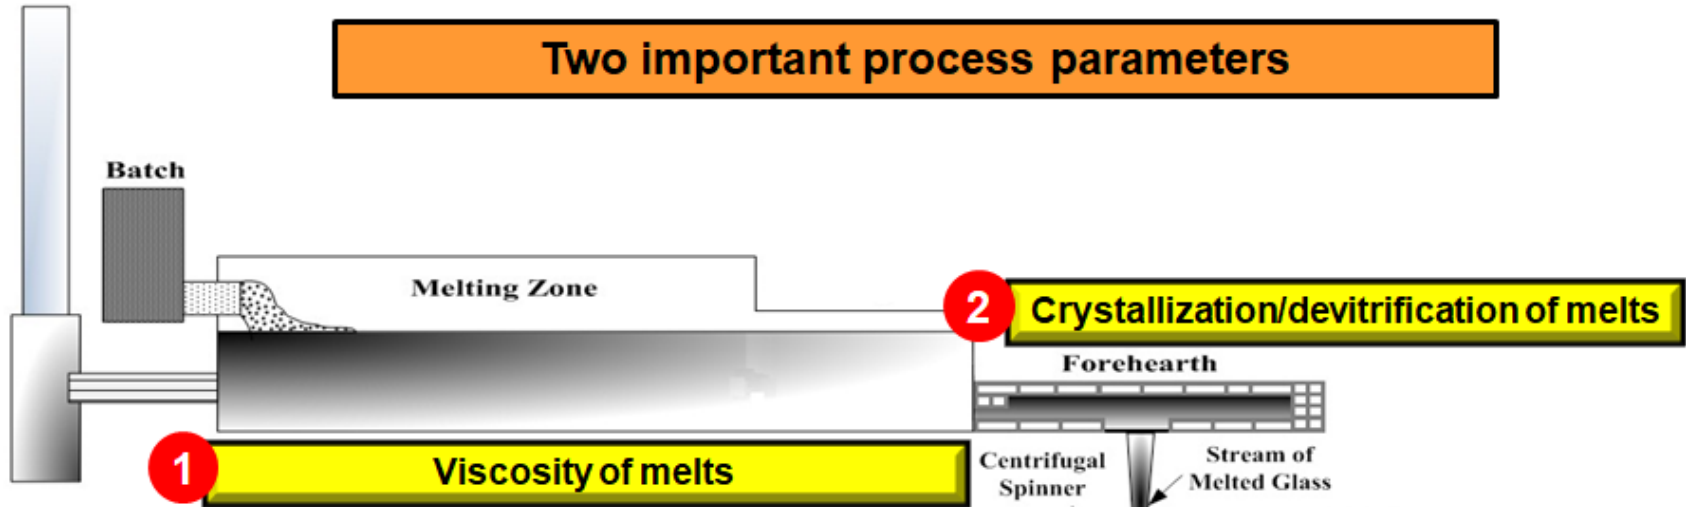 Two important process parameters
Batch
Melting Zone
2
Crystallization/devitrification of melts
Forehearth
1
Viscosity of melts
Centrifugal
Spinner
Stream of
Melted Glass